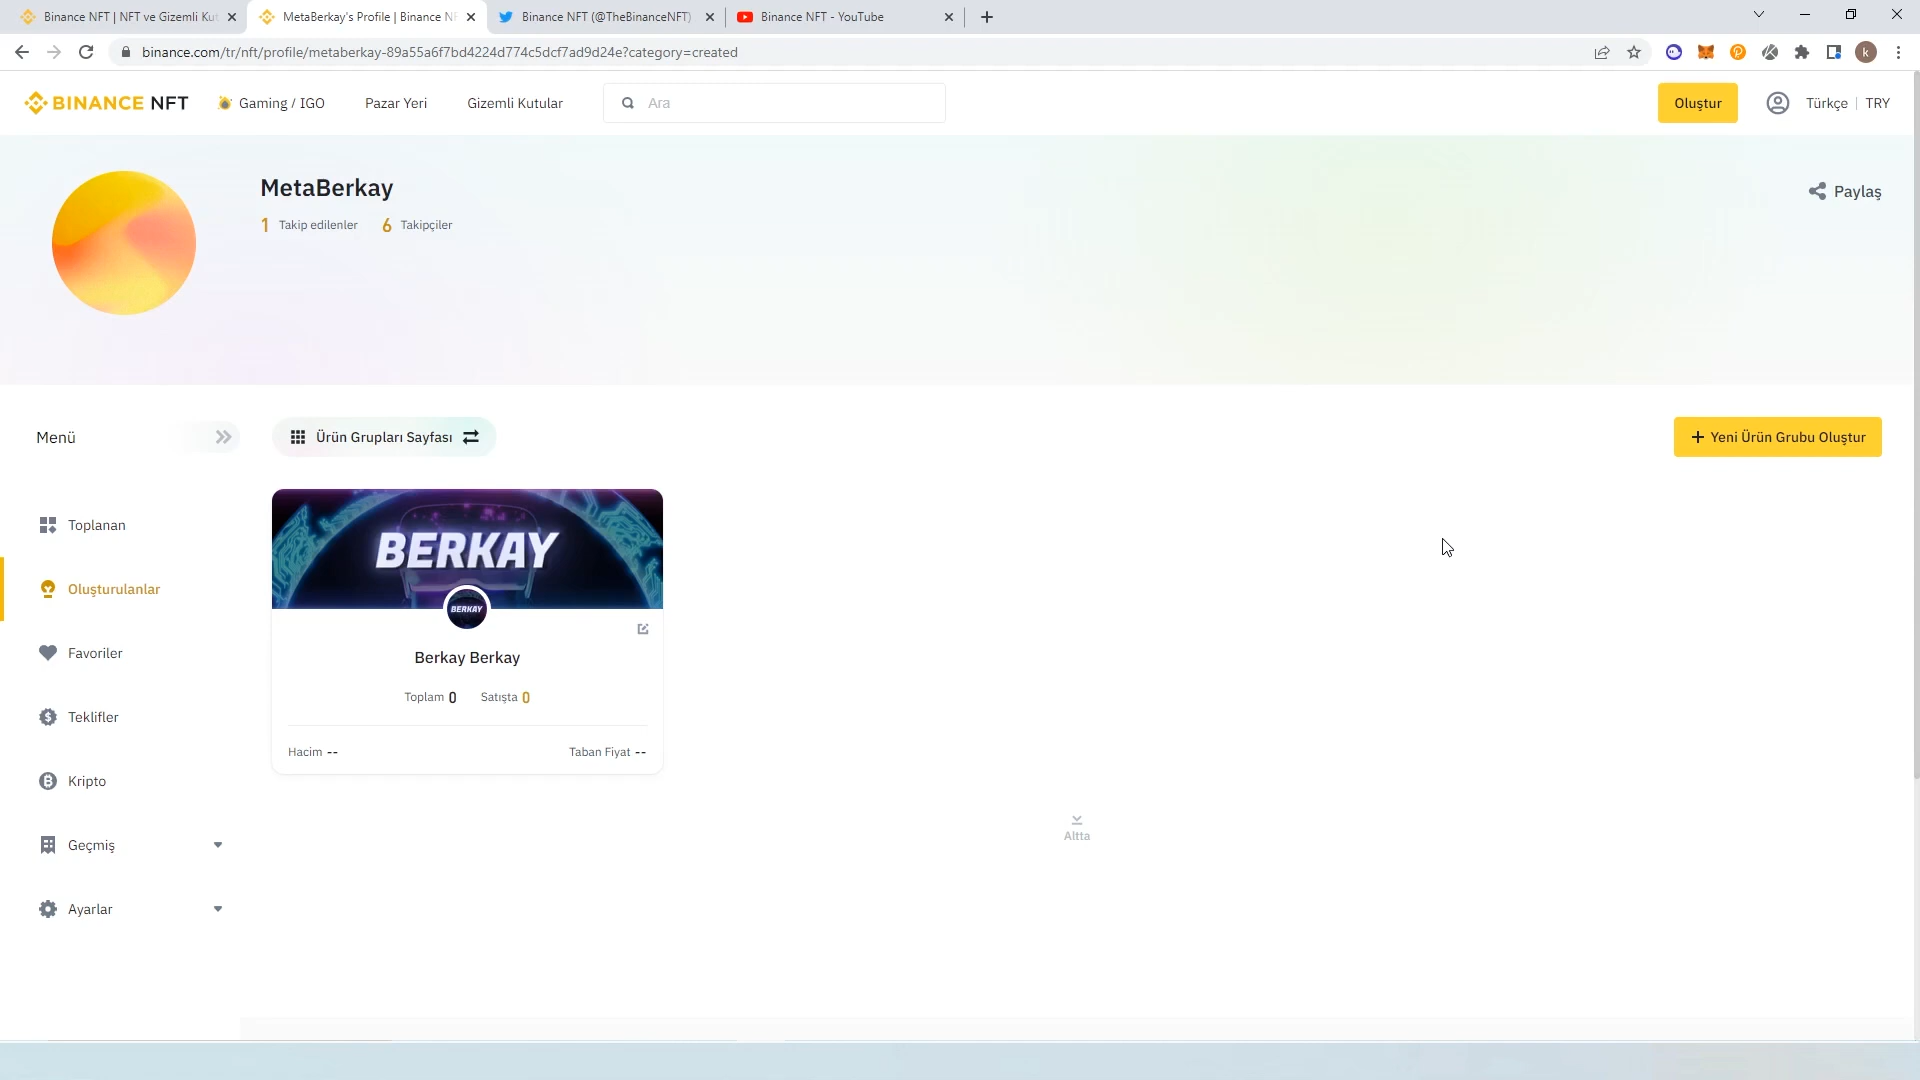 Binance NFT | NFT ve Gizemli Kut
MetaBerkay's Profile | Binance NF
Binance NFT (@TheBinanceNFT)
Binance NFT - YouTube
binance.com/tr/nft/profile/metaberkay-89a55a6f7bd4224d774c5dcf7ad9d24e?category=created
k
BINANCE NFT
Gaming / IGO
Pazar Yeri
Gizemli Kutular
Ara
Oluştur
Türkçe | TRY
MetaBerkay
1 Takip edilenler 6 Takipçiler
Paylaş
Menü
Ürün Grupları Sayfası
+ Yeni Ürün Grubu Oluştur
Toplanan
Oluşturulanlar
Favoriler
Teklifler
Kripto
Geçmiş
Ayarlar
BERKAY
BERKAY
Berkay Berkay
Toplam 0 Satışta 0
Hacim -- Taban Fiyat --
Altta